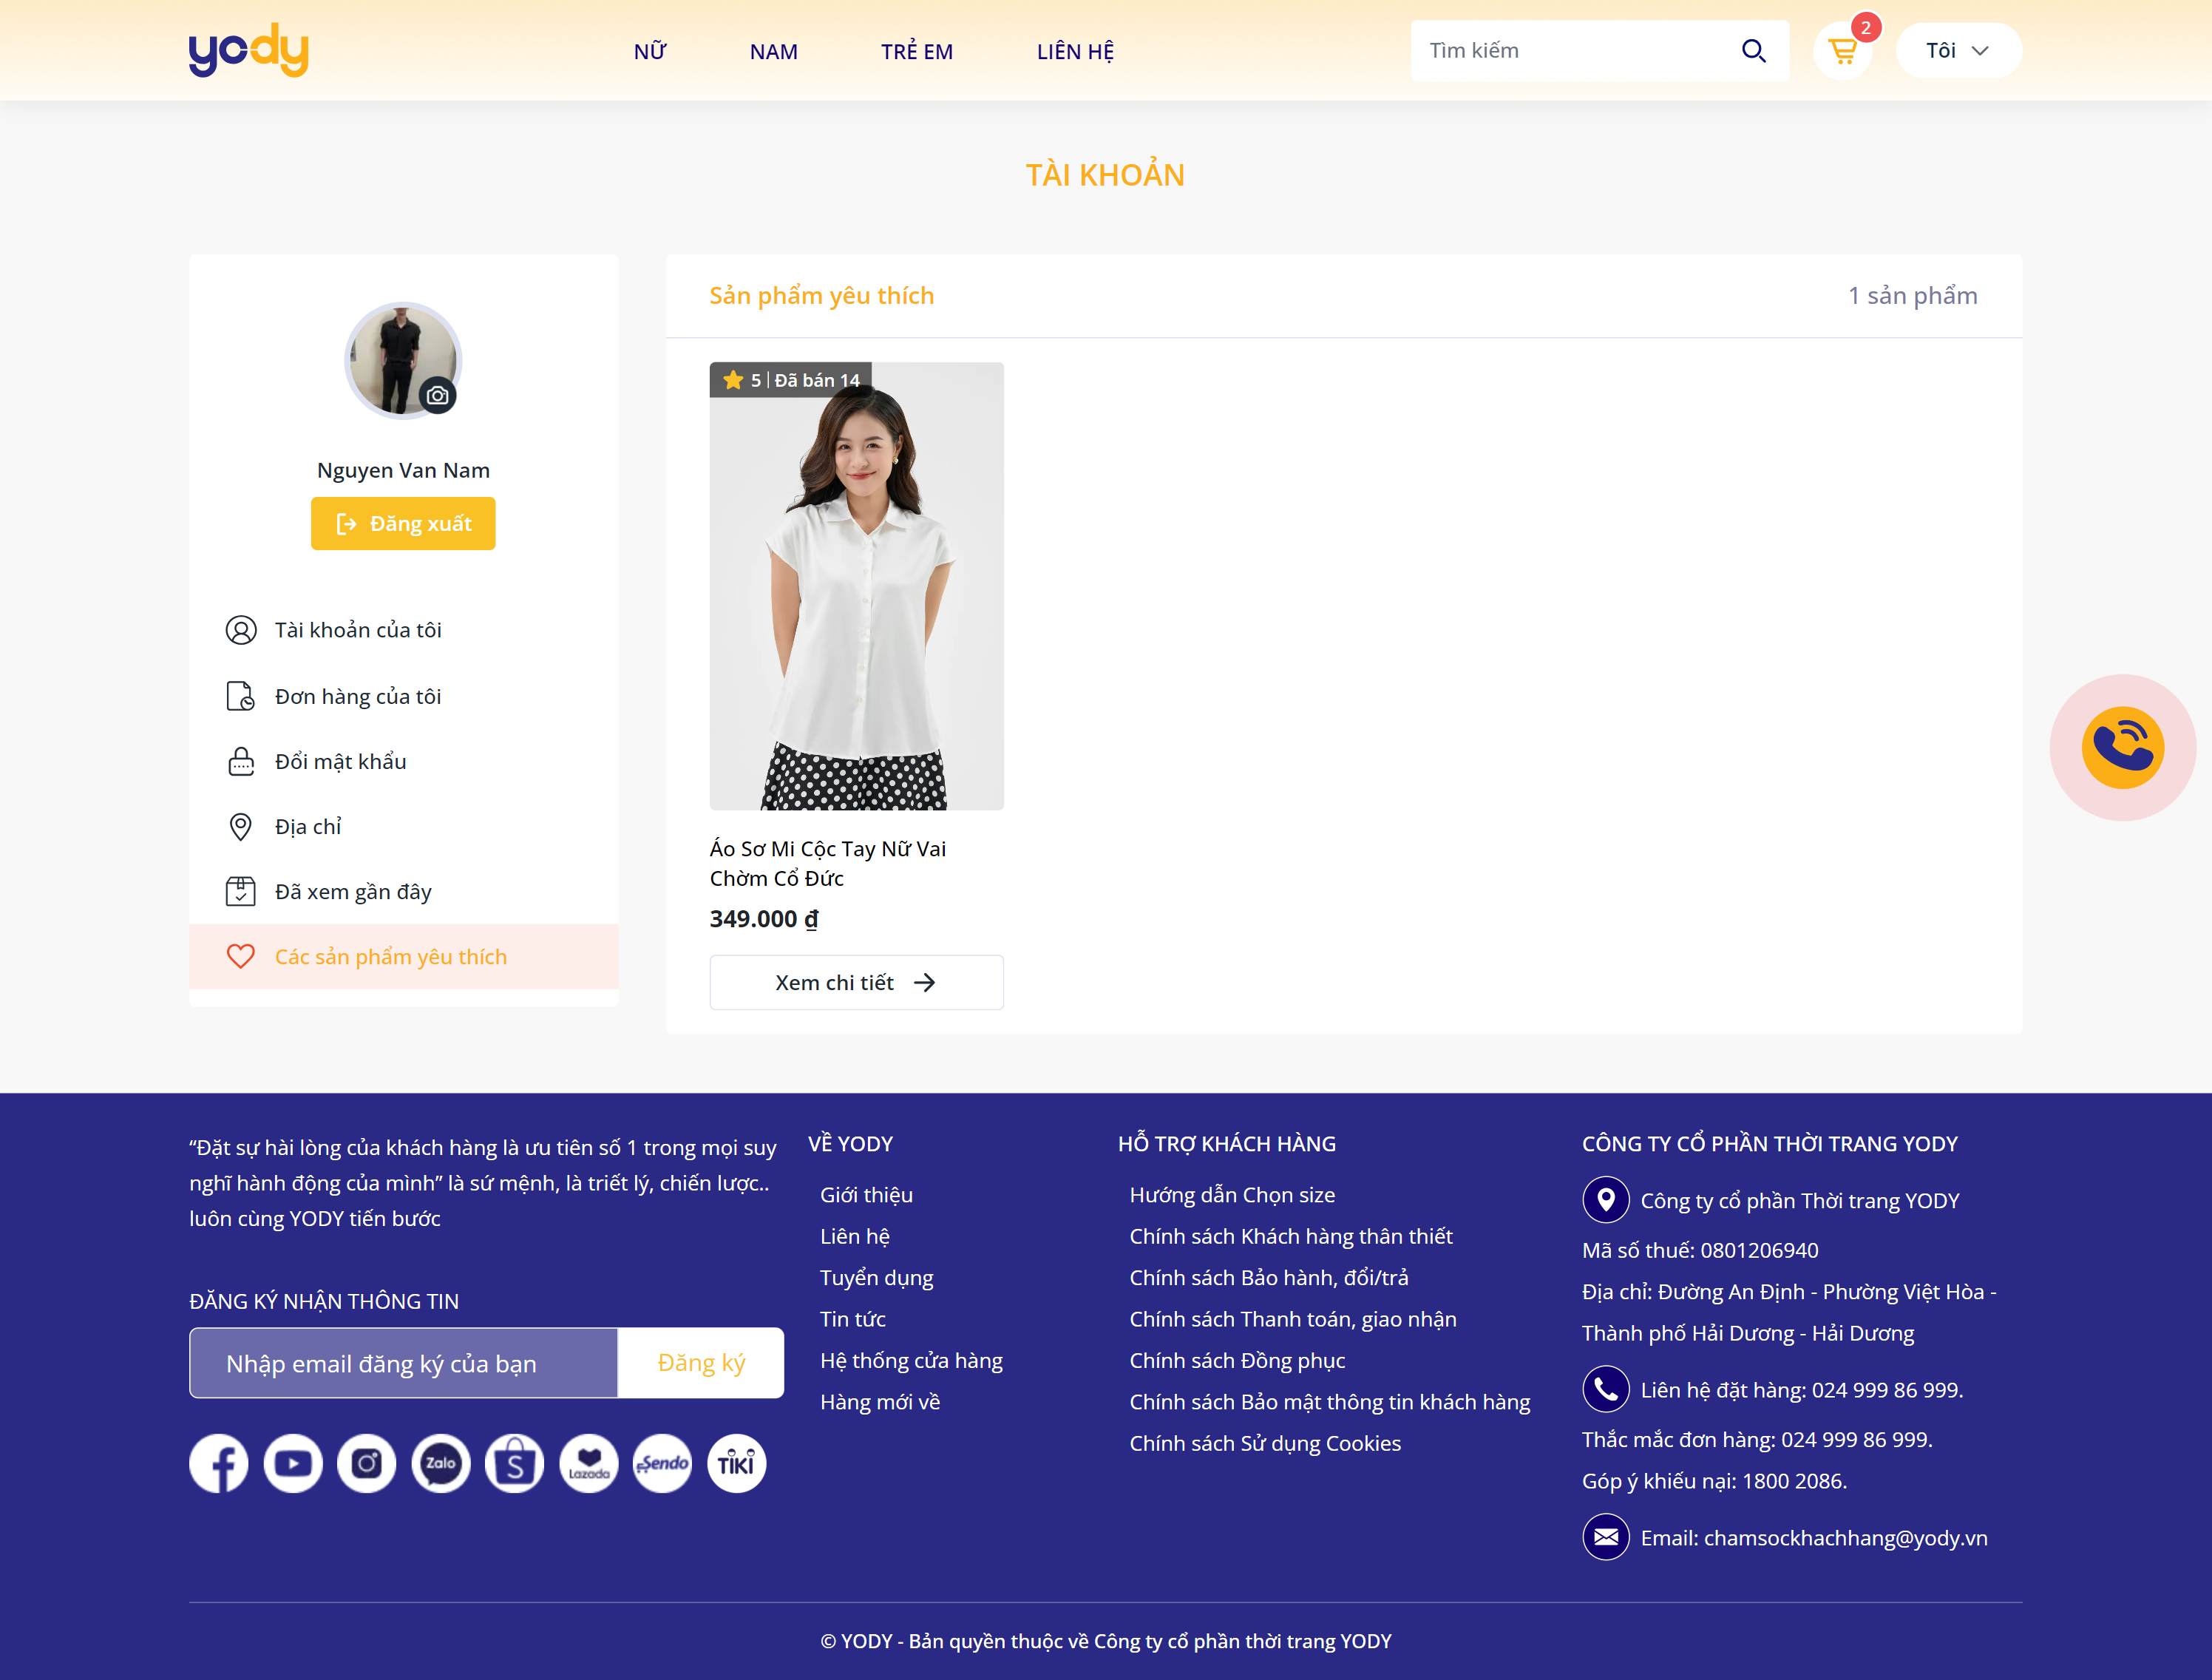 yody
NỮ
NAM
TRẺ EM
LIÊN HỆ
Tìm kiếm
2
Tôi
TÀI KHOẢN
Nguyen Van Nam
Đăng xuất
Tài khoản của tôi
Đơn hàng của tôi
Đổi mật khẩu
Địa chỉ
Đã xem gần đây
Các sản phẩm yêu thích
Sản phẩm yêu thích
1 sản phẩm
5 | Đã bán 14
Áo Sơ Mi Cộc Tay Nữ Vai
Chờm Cổ Đức
349.000 ₫
Xem chi tiết
“Đặt sự hài lòng của khách hàng là ưu tiên số 1 trong mọi suy
nghĩ hành động của mình” là sứ mệnh, là triết lý, chiến lược..
luôn cùng YODY tiến bước
ĐĂNG KÝ NHẬN THÔNG TIN
Nhập email đăng ký của bạn
Đăng ký
Zalo
S
Lazada
Sendo
TIKI
VỀ YODY
Giới thiệu
Liên hệ
Tuyển dụng
Tin tức
Hệ thống cửa hàng
Hàng mới về
HỖ TRỢ KHÁCH HÀNG
Hướng dẫn Chọn size
Chính sách Khách hàng thân thiết
Chính sách Bảo hành, đổi/trả
Chính sách Thanh toán, giao nhận
Chính sách Đồng phục
Chính sách Bảo mật thông tin khách hàng
Chính sách Sử dụng Cookies
CÔNG TY CỔ PHẦN THỜI TRANG YODY
Công ty cổ phần Thời trang YODY
Mã số thuế: 0801206940
Địa chỉ: Đường An Định - Phường Việt Hòa -
Thành phố Hải Dương - Hải Dương
Liên hệ đặt hàng: 024 999 86 999.
Thắc mắc đơn hàng: 024 999 86 999.
Góp ý khiếu nại: 1800 2086.
Email: chamsockhachhang@yody.vn
© YODY - Bản quyền thuộc về Công ty cổ phần thời trang YODY